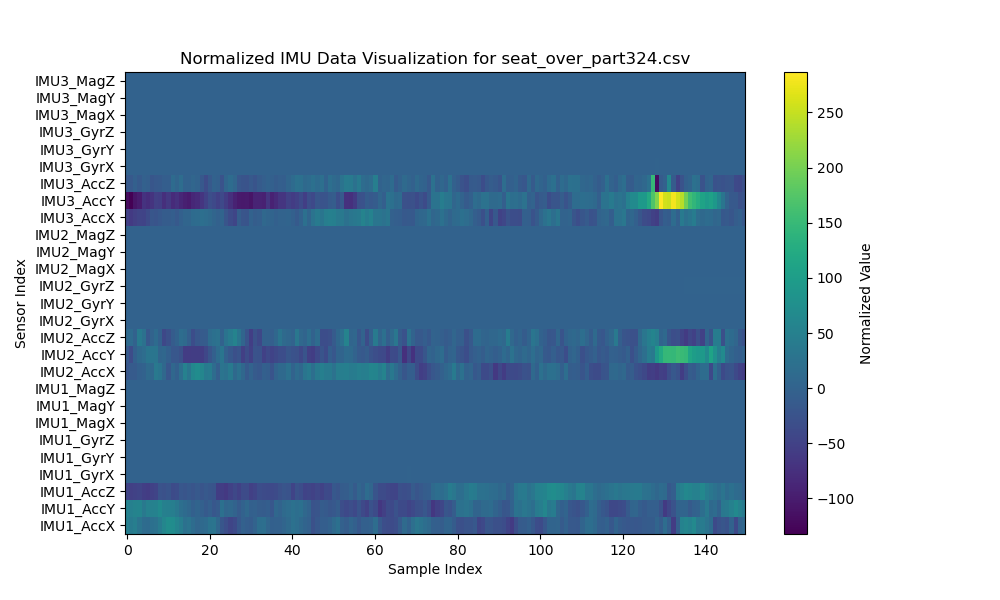 Normalized IMU Data Visualization for seat_over_part324.csv
IMU3_MagZ
IMU3_MagY
IMU3_MagX
IMU3_GyrZ
IMU3_GyrY
IMU3_GyrX
IMU3_AccZ
IMU3_AccY
IMU3_AccX
IMU2_MagZ
IMU2_MagY
IMU2_MagX
IMU2_GyrZ
IMU2_GyrY
IMU2_GyrX
IMU2_AccZ
IMU2_AccY
IMU2_AccX
IMU1_MagZ
IMU1_MagY
IMU1_MagX
IMU1_GyrZ
IMU1_GyrY
IMU1_GyrX
IMU1_AccZ
IMU1_AccY
IMU1_AccX
Sensor Index
0 20 40 60 80 100 120 140
Sample Index
250
200
150
100
50
0
−50
−100
Normalized Value